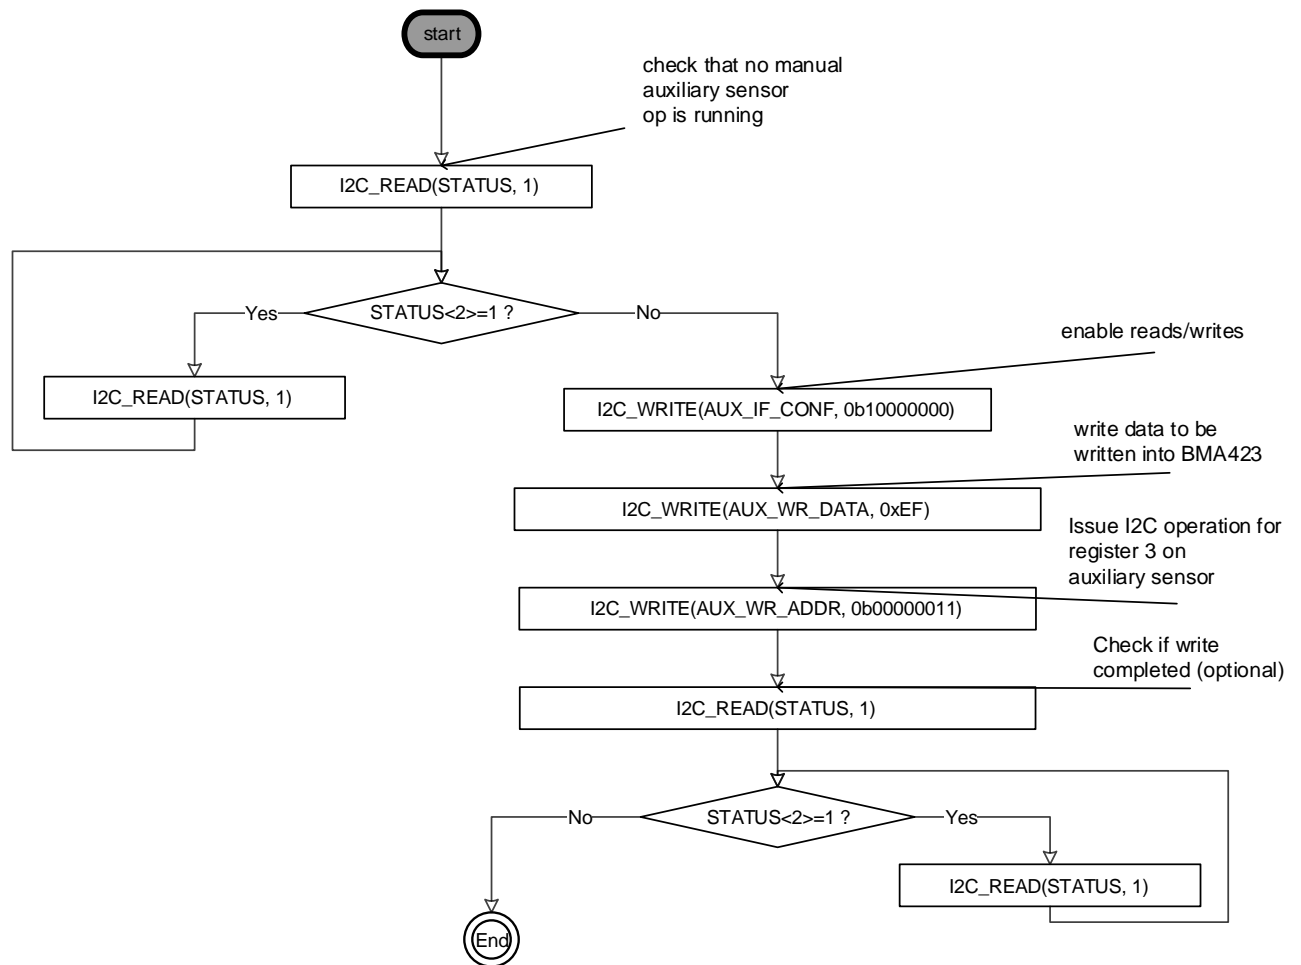 start
check that no manual
auxiliary sensor
op is running
I2C_READ(STATUS, 1)
Yes
STATUS<2>=1 ?
No
enable reads/writes
I2C_READ(STATUS, 1)
I2C_WRITE(AUX_IF_CONF, 0b10000000)
write data to be
written into BMA423
I2C_WRITE(AUX_WR_DATA, 0xEF)
Issue I2C operation for
register 3 on
auxiliary sensor
I2C_WRITE(AUX_WR_ADDR, 0b00000011)
Check if write
completed (optional)
I2C_READ(STATUS, 1)
No
STATUS<2>=1 ?
Yes
I2C_READ(STATUS, 1)
End